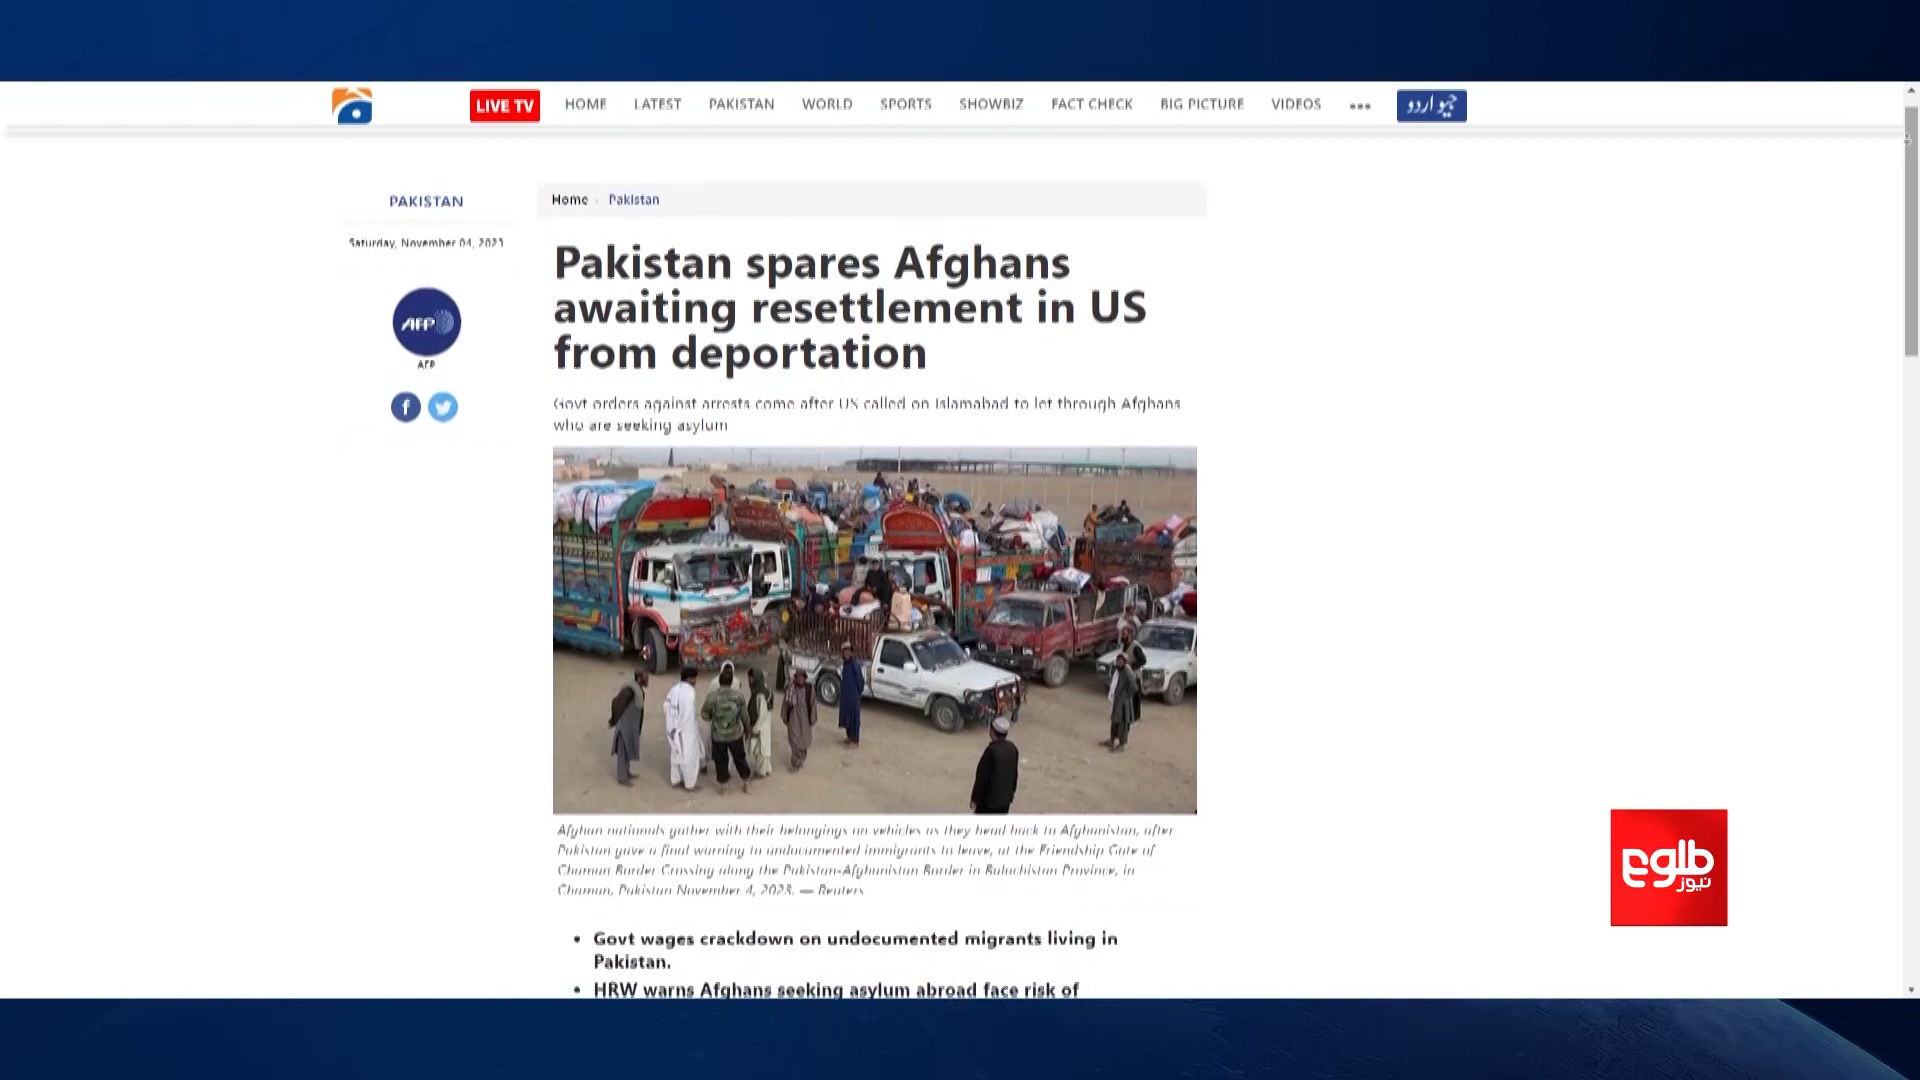 LIVE TV HOME LATEST PAKISTAN WORLD SPORTS SHOWBIZ FACT CHECK BIG PICTURE VIDEOS جیو اردو
PAKISTAN
Saturday, November 04, 2023
AFP
AFP
Home Pakistan
Pakistan spares Afghans
awaiting resettlement in US
from deportation
Govt orders against arrests come after US called on Islamabad to let through Afghans
who are seeking asylum
Afghan nationals gather with their belongings on vehicles as they head back to Afghanistan, after
Pakistan gave a final warning to undocumented immigrants to leave, at the Friendship Gate of
Chaman Border Crossing along the Pakistan-Afghanistan Border in Balochistan Province, in
Chaman, Pakistan November 4, 2023. — Reuters
• Govt wages crackdown on undocumented migrants living in
Pakistan.
• HRW warns Afghans seeking asylum abroad face risk of
طلوع
نیوز